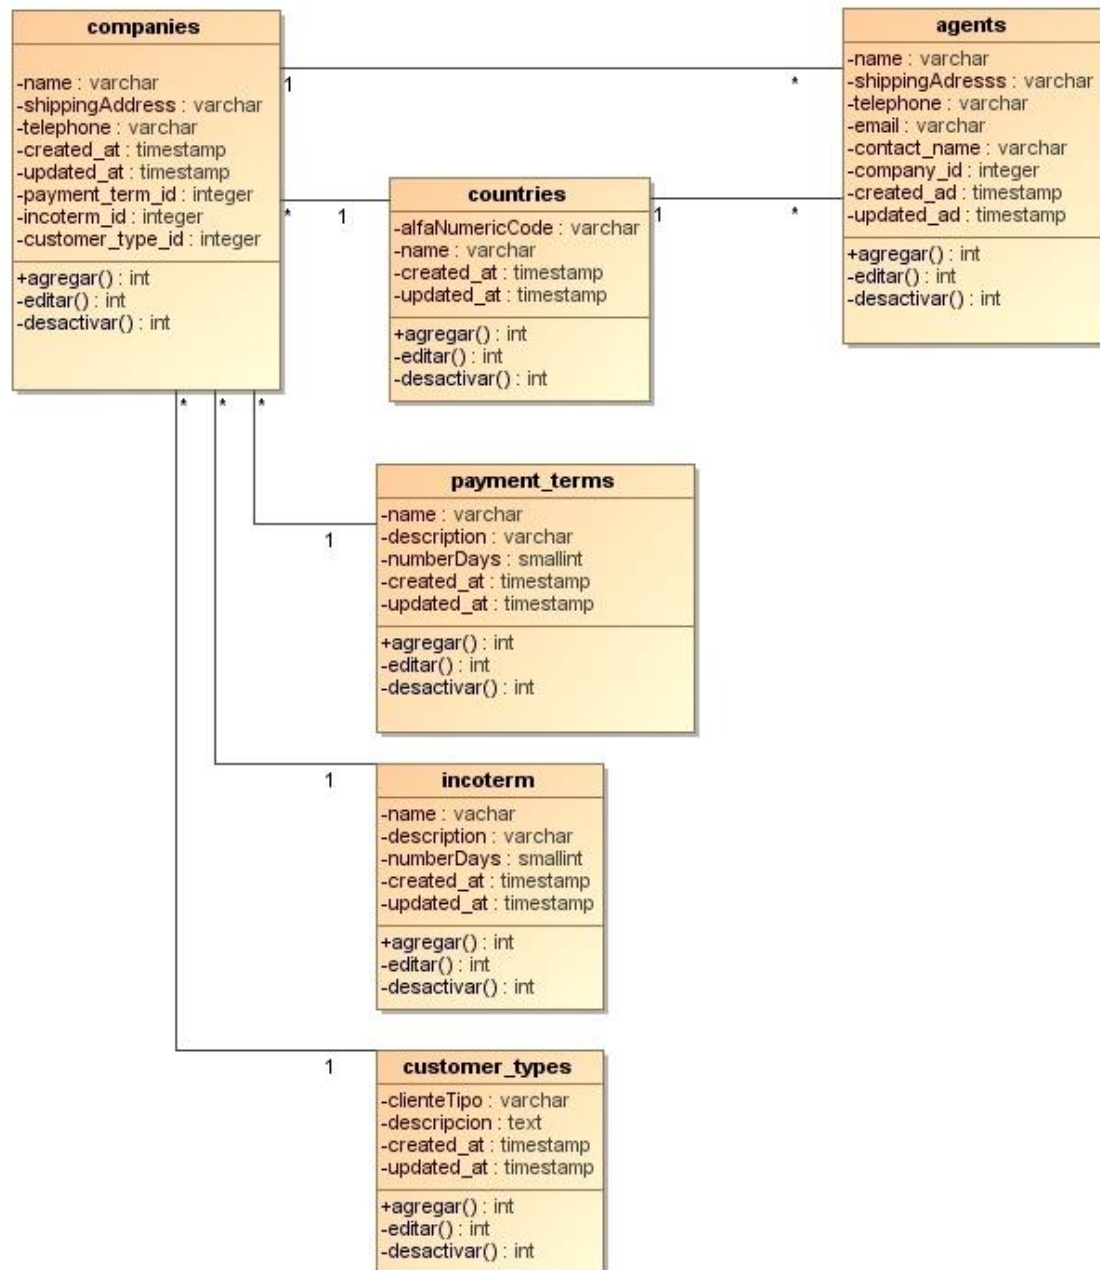 companies
-name : varchar
-shippingAddress : varchar
-telephone : varchar
-created_at : timestamp
-updated_at : timestamp
-payment_term_id : integer
-incoterm_id : integer
-customer_type_id : integer
+agregar() : int
-editar() : int
-desactivar() : int
1
*
*
1
1
*
agents
-name : varchar
-shippingAdresss : varchar
-telephone : varchar
-email : varchar
-contact_name : varchar
-company_id : integer
-created_ad : timestamp
-updated_ad : timestamp
+agregar() : int
-editar() : int
-desactivar() : int
countries
-alfaNumericCode : varchar
-name : varchar
-created_at : timestamp
-updated_at : timestamp
+agregar() : int
-editar() : int
-desactivar() : int
* * *
1
payment_terms
-name : varchar
-description : varchar
-numberDays : smallint
-created_at : timestamp
-updated_at : timestamp
+agregar() : int
-editar() : int
-desactivar() : int
1
incoterm
-name : vachar
-description : varchar
-numberDays : smallint
-created_at : timestamp
-updated_at : timestamp
+agregar() : int
-editar() : int
-desactivar() : int
1
customer_types
-clienteTipo : varchar
-descripcion : text
-created_at : timestamp
-updated_at : timestamp
+agregar() : int
-editar() : int
-desactivar() : int